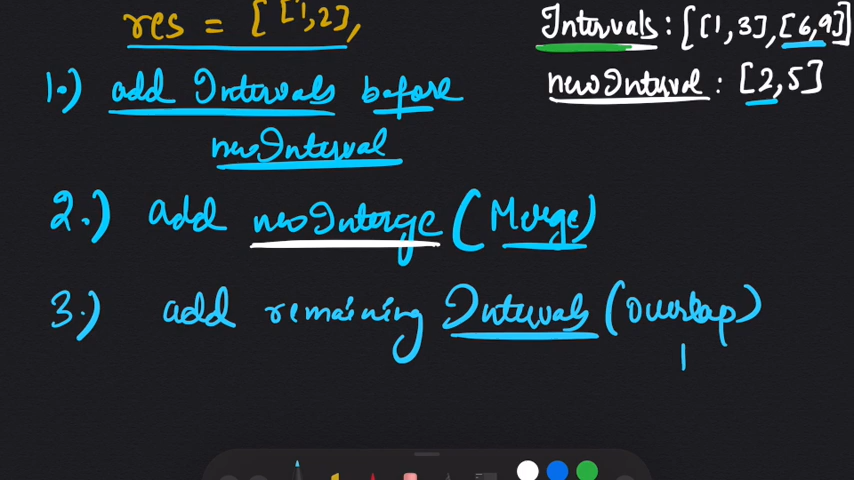 res = [ [1,2],
Intervals : [[1,3],[6,9]]
newInterval : [2,5]
1.) add Intervals before
newInterval
2.) add newInterge (Merge)
3.) add remaining Intervals (overlap)